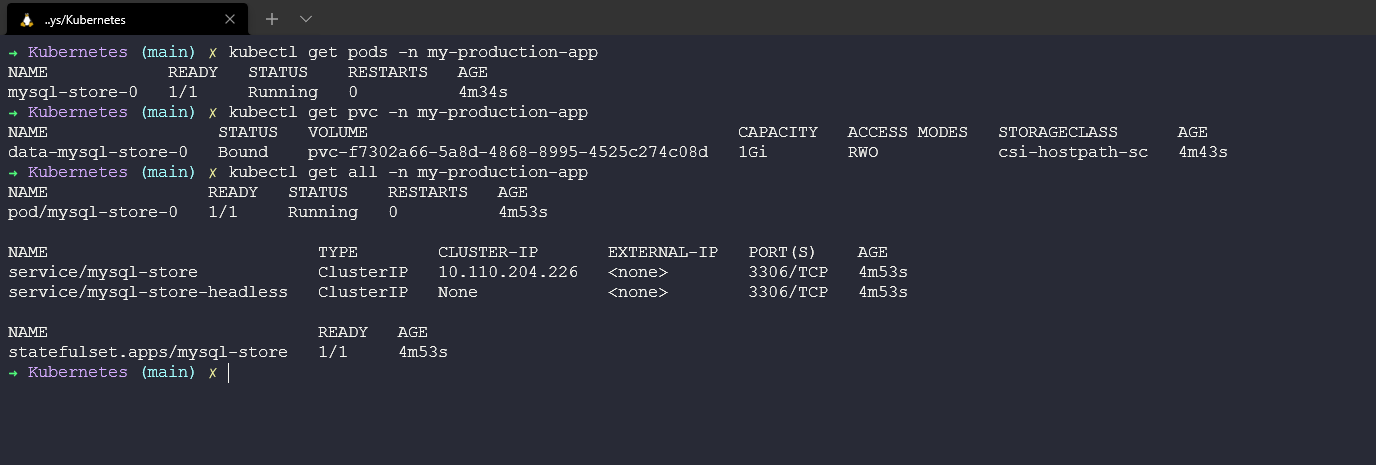 ..ys/Kubernetes
→ Kubernetes (main) ✗ kubectl get pods -n my-production-app
NAME            READY   STATUS    RESTARTS   AGE
mysql-store-0   1/1     Running   0          4m34s
→ Kubernetes (main) ✗ kubectl get pvc -n my-production-app
NAME                 STATUS   VOLUME                                     CAPACITY   ACCESS MODES   STORAGECLASS      AGE
data-mysql-store-0   Bound    pvc-f7302a66-5a8d-4868-8995-4525c274c08d   1Gi        RWO            csi-hostpath-sc   4m43s
→ Kubernetes (main) ✗ kubectl get all -n my-production-app
NAME                READY   STATUS    RESTARTS   AGE
pod/mysql-store-0   1/1     Running   0          4m53s
NAME                           TYPE        CLUSTER-IP       EXTERNAL-IP   PORT(S)    AGE
service/mysql-store            ClusterIP   10.110.204.226   <none>        3306/TCP   4m53s
service/mysql-store-headless   ClusterIP   None             <none>        3306/TCP   4m53s
NAME                           READY   AGE
statefulset.apps/mysql-store   1/1     4m53s
→ Kubernetes (main) ✗